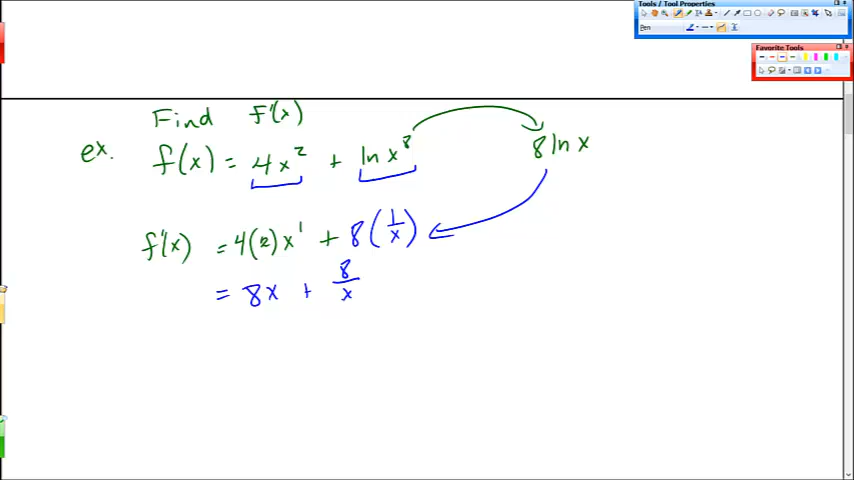 Tools / Tool Properties
Pen
Favorite Tools
Find f'(x)
ex. f(x) = 4x² + ln x⁸ 8 ln x
f'(x) = 4(2)x¹ + 8(1/x)
= 8x + 8/x